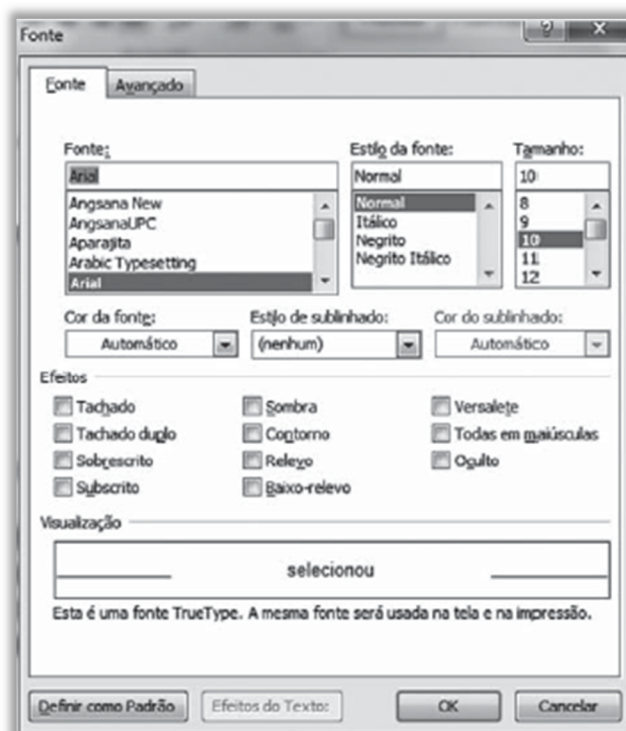 Fonte
Fonte Avançado
Fonte: Estilo da fonte: Tamanho:
Arial Normal 10
Angsana New Normal 8
AngsanaUPC Itálico 9
Aparajita Negrito 10
Arabic Typesetting Negrito Itálico 11
Arial 12
Cor da fonte: Estilo de sublinhado: Cor do sublinhado:
Automático (nenhum) Automático
Efeitos
Tachado Sombra Versalete
Tachado duplo Contorno Todas em maiúsculas
Sobrescrito Relevo Oculto
Subscrito Baixo-relevo
Visualização
selecionou
Esta é uma fonte TrueType. A mesma fonte será usada na tela e na impressão.
Definir como Padrão Efeitos do Texto: OK Cancelar